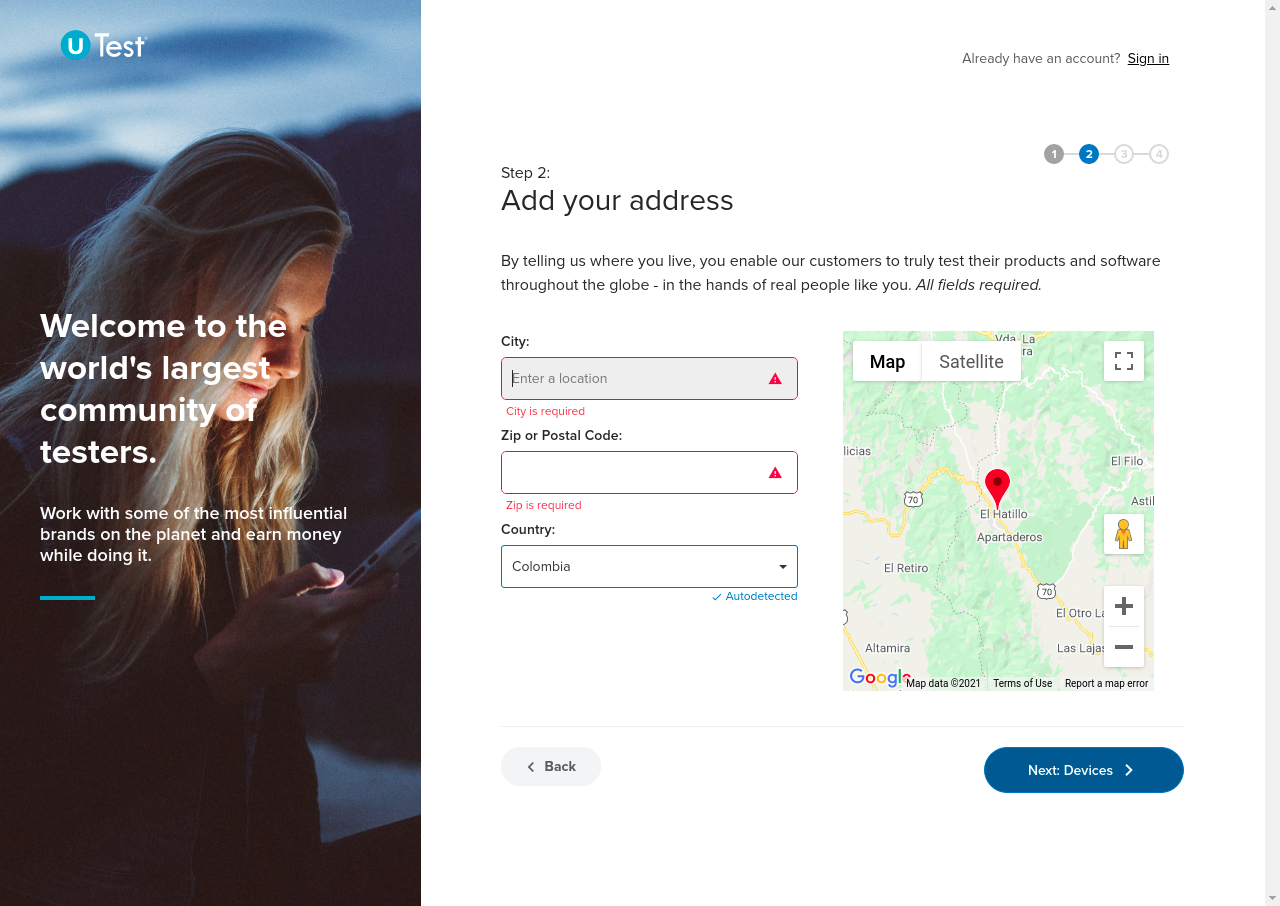 U Test
Already have an account? Sign in
1 2 3 4
Step 2:
Add your address
By telling us where you live, you enable our customers to truly test their products and software
throughout the globe - in the hands of real people like you. All fields required.
Welcome to the
world's largest
community of
testers.
Work with some of the most influential
brands on the planet and earn money
while doing it.
City:
Enter a location
City is required
Zip or Postal Code:
Zip is required
Country:
Colombia
Autodetected
Map Satellite
Vda. La
ra
licias
El Filo
70
Astil
El Hatillo
Apartaderos
El Retiro
70
El Otro La
Altamira
Las Lajas
Google
Map data ©2021 Terms of Use Report a map error
Back
Next: Devices